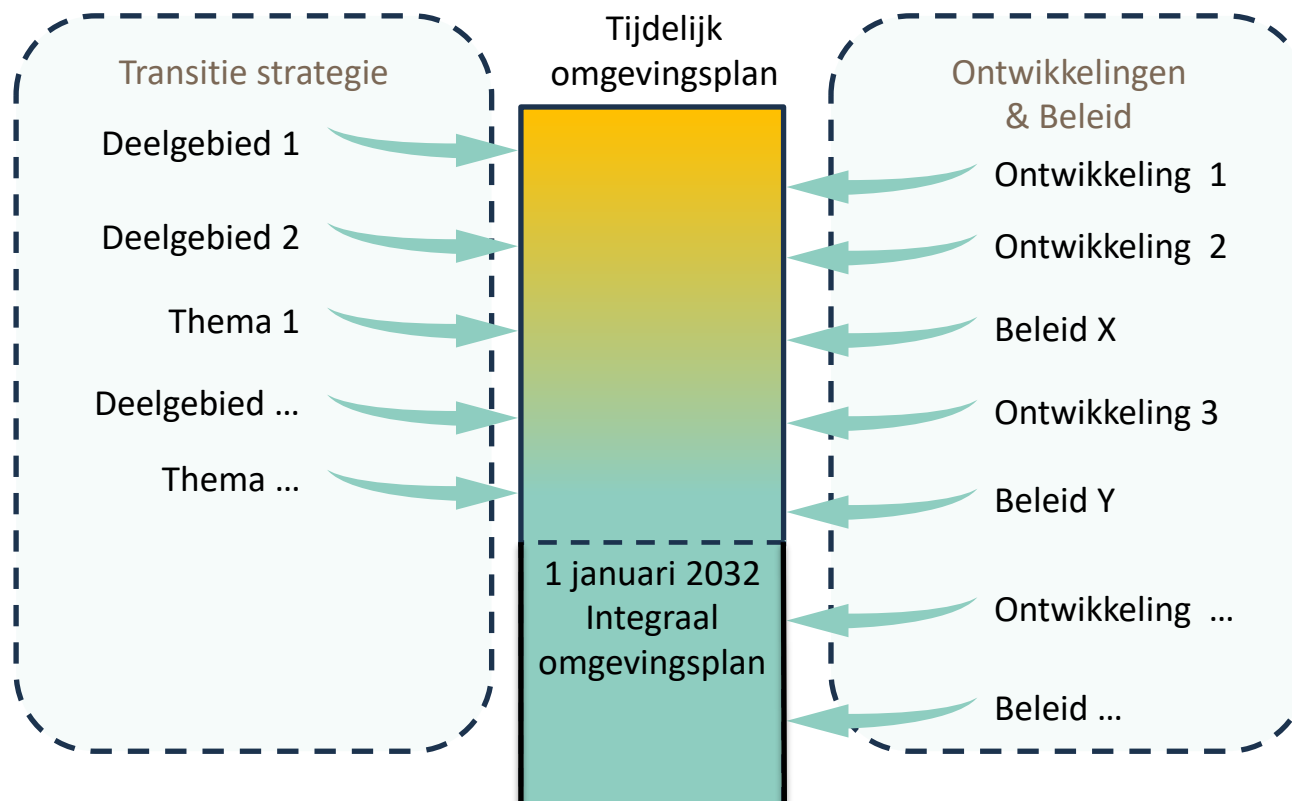 Transitie strategie
Deelgebied 1
Deelgebied 2
Thema 1
Deelgebied ...
Thema ...
Tijdelijk
omgevingsplan
1 januari 2032
Integraal
omgevingsplan
Ontwikkelingen
& Beleid
Ontwikkeling  1
Ontwikkeling  2
Beleid X
Ontwikkeling 3
Beleid Y
Ontwikkeling  ...
Beleid ...